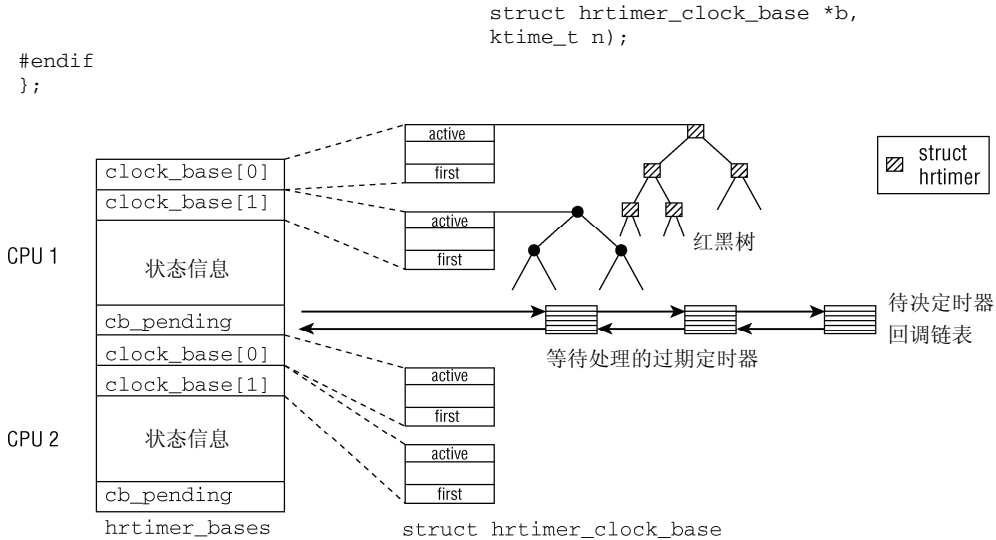 struct hrtimer_clock_base *b,
ktime_t n);
#endif
};
active
first
struct
hrtimer
clock_base[0]
clock_base[1]
active
first
红黑树
CPU 1
状态信息
cb_pending
待决定时器
回调链表
等待处理的过期定时器
clock_base[0]
clock_base[1]
active
first
CPU 2
状态信息
active
first
cb_pending
hrtimer_bases
struct hrtimer_clock_base